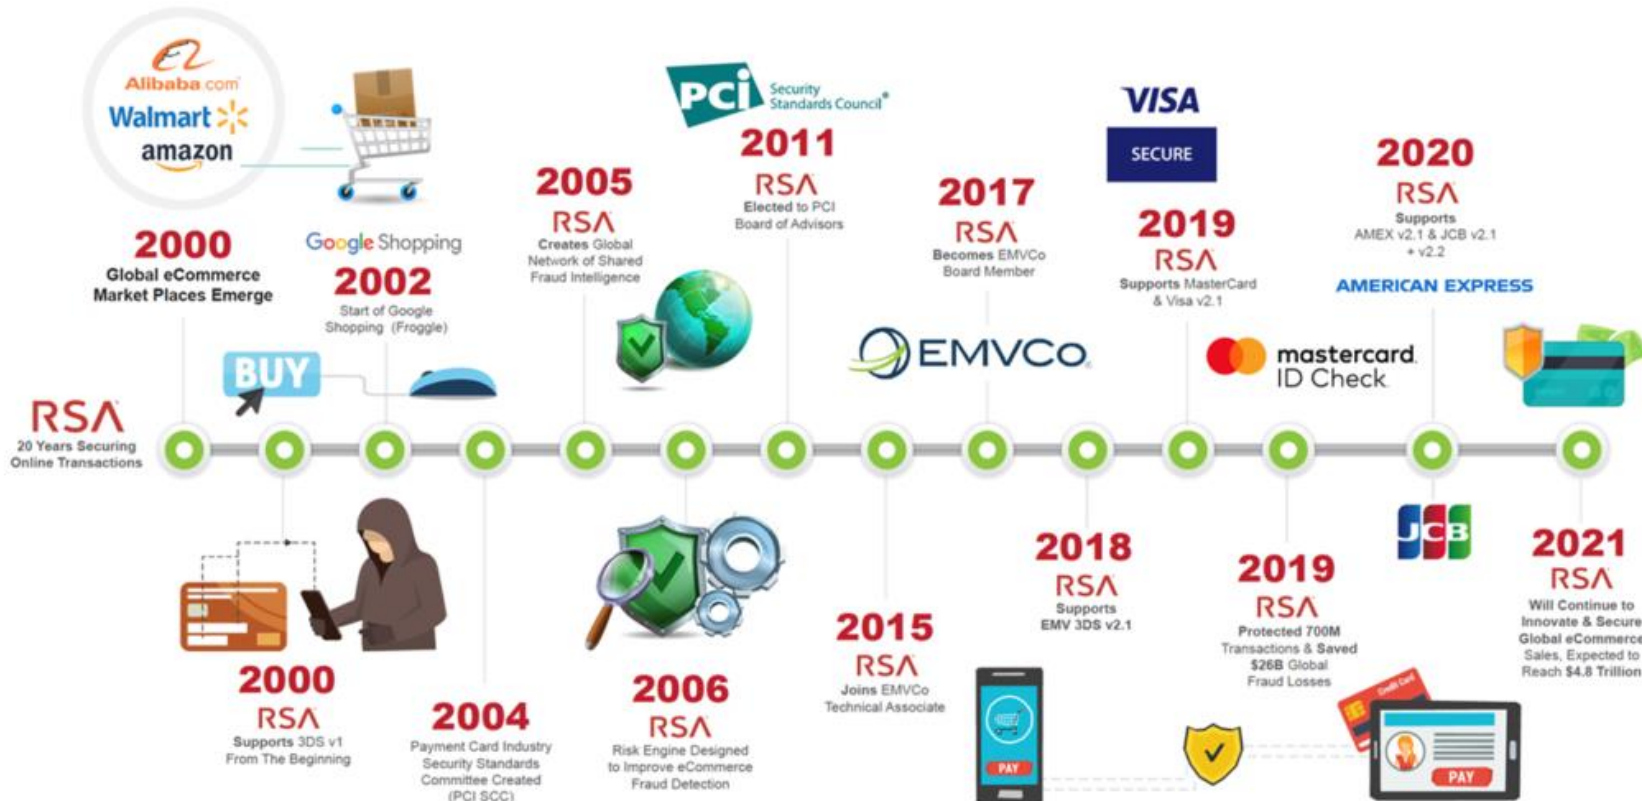 Alibaba.com
Walmart
amazon
Google Shopping
PCi Security
Standards Council®
VISA
SECURE
2000
Global eCommerce
Market Places Emerge
2002
Start of Google
Shopping (Froggle)
2005
RSA
Creates Global
Network of Shared
Fraud Intelligence
2011
RSA
Elected to PCI
Board of Advisors
2017
RSA
Becomes EMVCo
Board Member
2019
RSA
Supports MasterCard
& Visa v2.1
2020
RSA
Supports
AMEX v2.1 & JCB v2.1
+ v2.2
AMERICAN EXPRESS
BUY
EMVCo
mastercard.
ID Check
RSA
20 Years Securing
Online Transactions
2000
RSA
Supports 3DS v1
From The Beginning
2004
Payment Card Industry
Security Standards
Committee Created
(PCI SCC)
2006
RSA
Risk Engine Designed
to Improve eCommerce
Fraud Detection
2015
RSA
Joins EMVCo
Technical Associate
2018
RSA
Supports
EMV 3DS v2.1
2019
RSA
Protected 700M
Transactions & Saved
$26B Global
Fraud Losses
JCB
2021
RSA
Will Continue to
Innovate & Secure
Global eCommerce
Sales, Expected to
Reach $4.8 Trillion
PAY
Credit Card
PAY